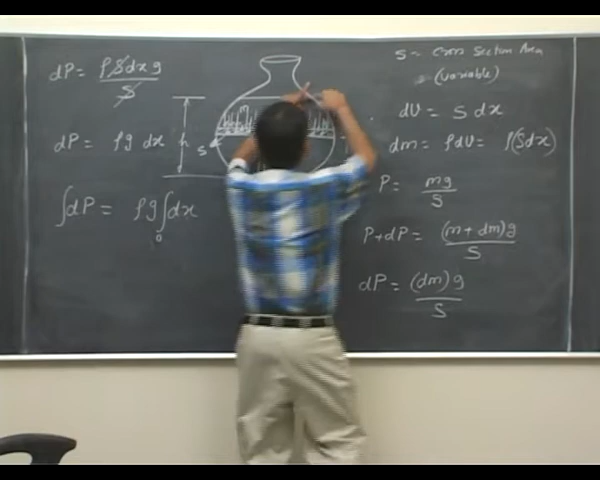 dP = ρSdxg / S
dP = ρg dx
∫dP = ρg ∫dx
0
h
S
S = Cross Section Area
(variable)
dV = S dx
dm = ρdV = ρ(Sdx)
P = mg / S
P+dP = (m+dm)g / S
dP = (dm)g / S